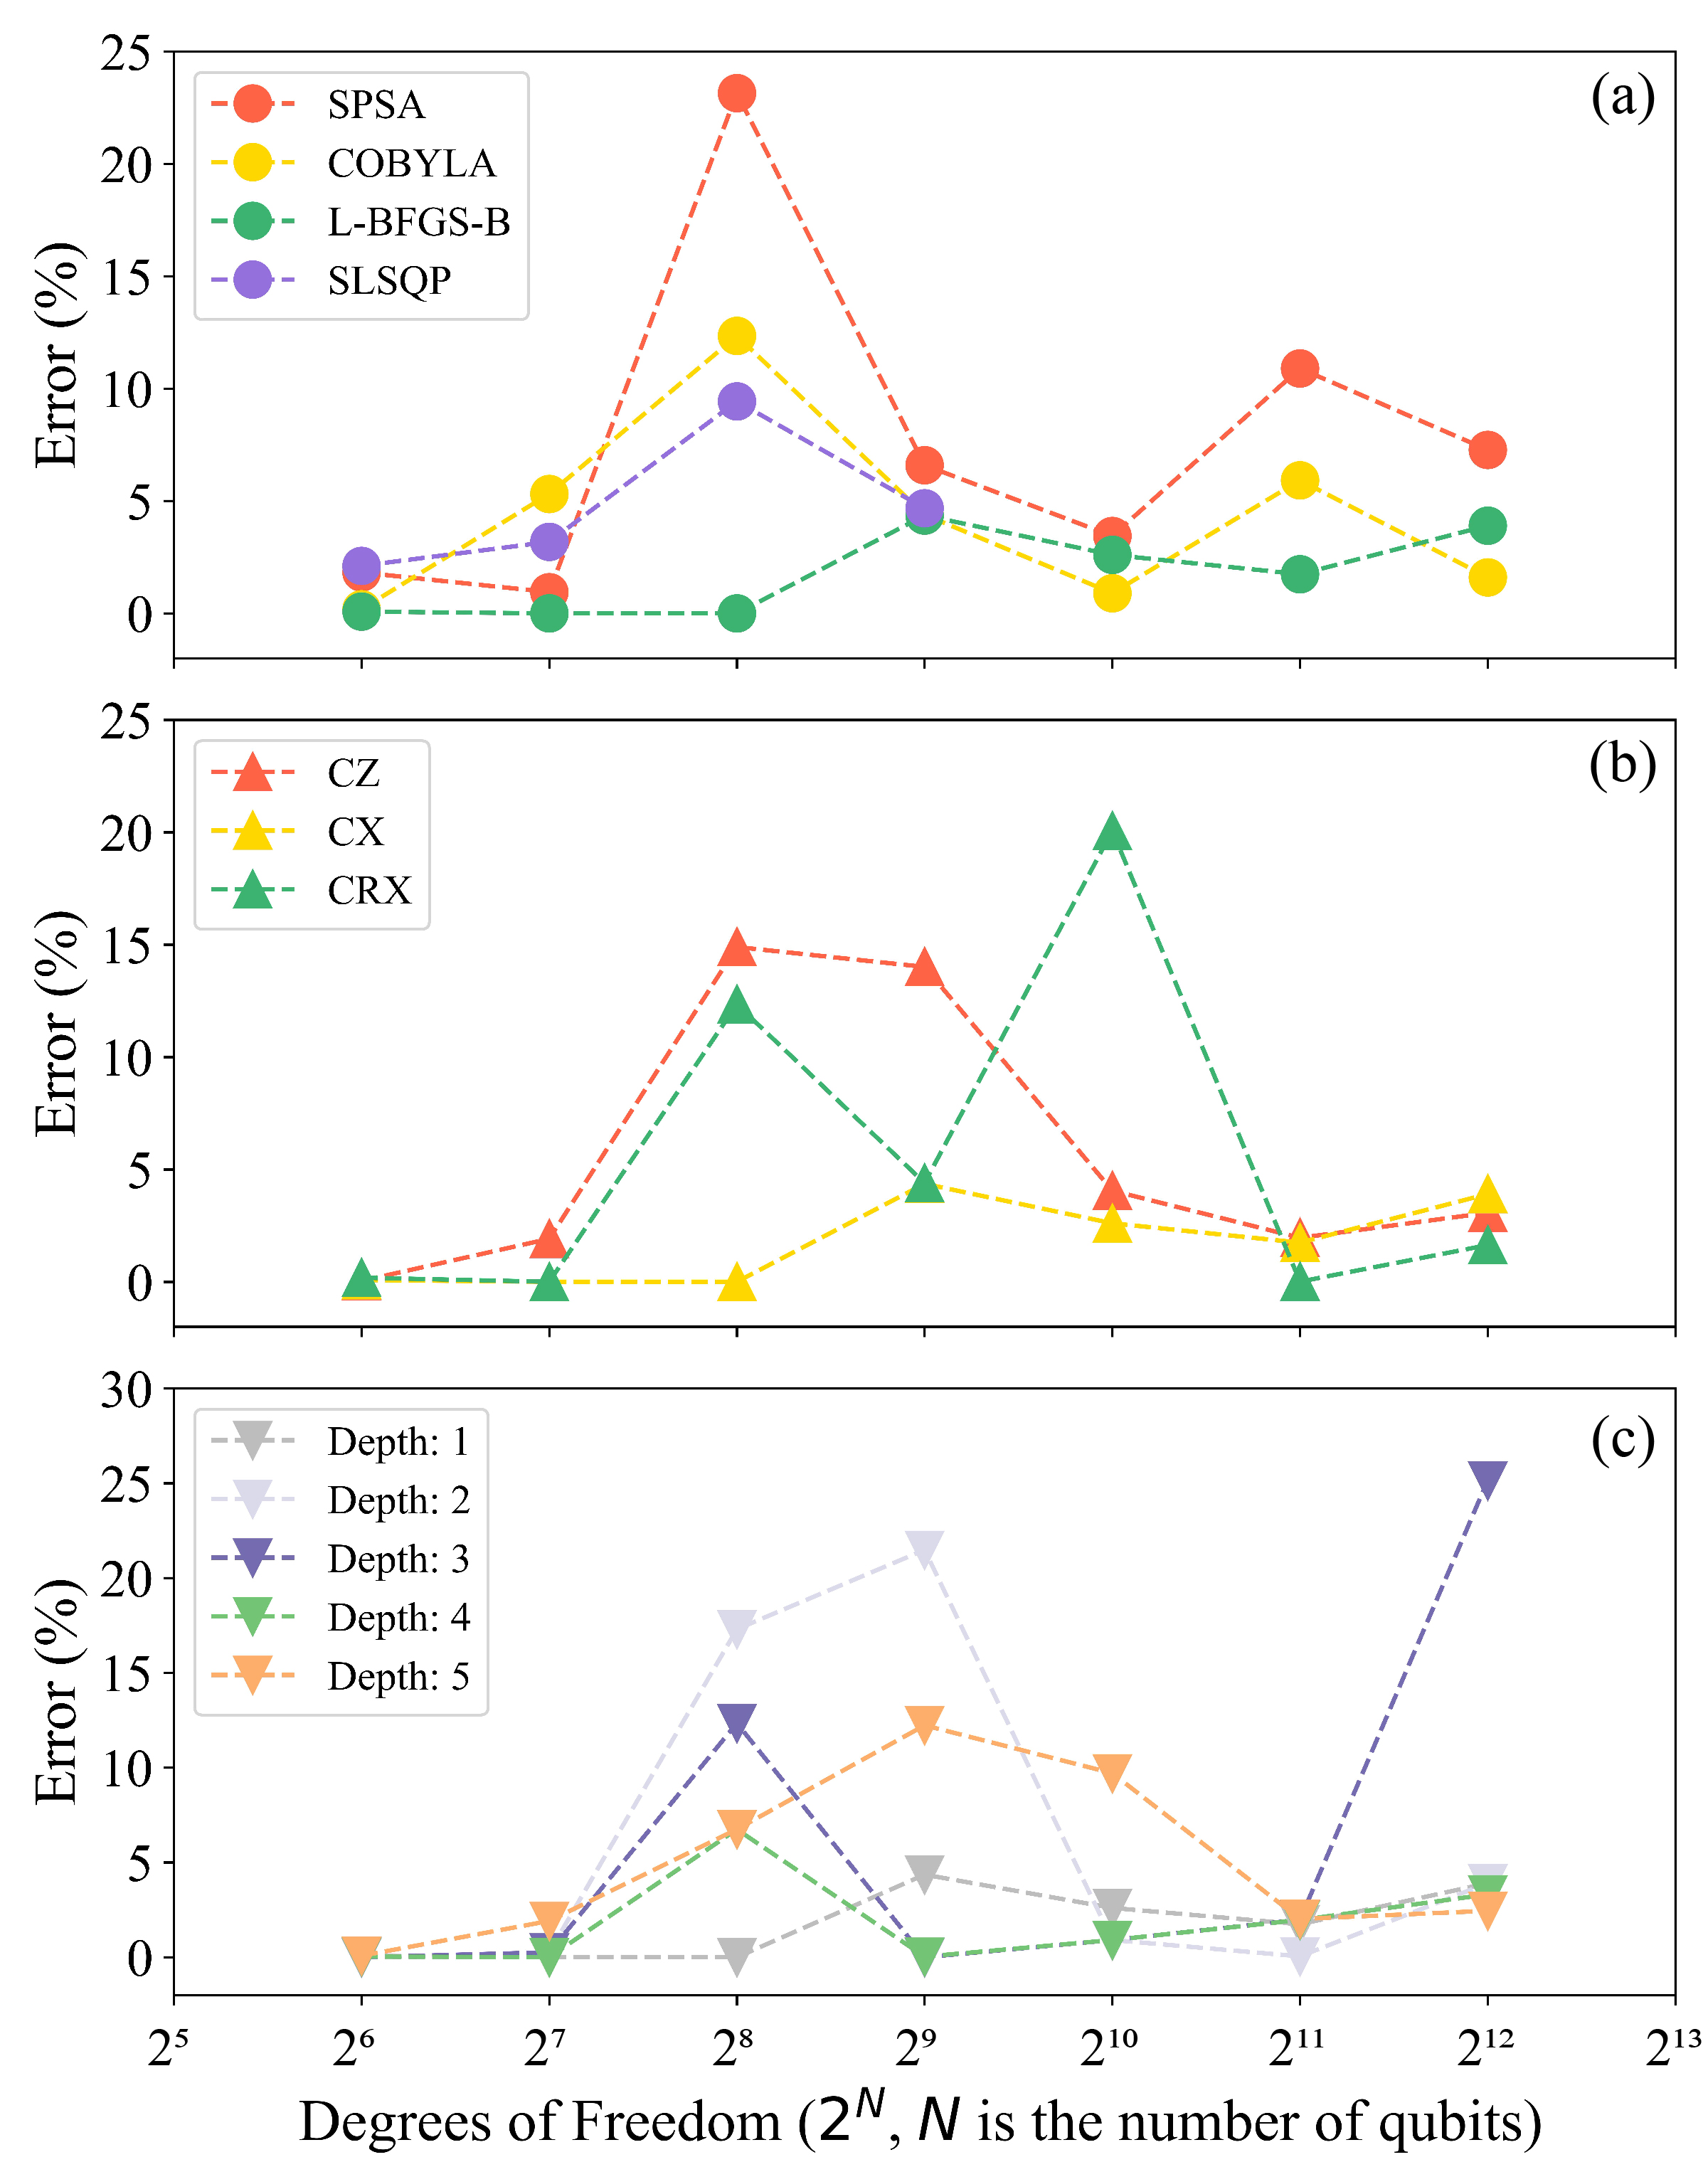 25
20
15
10
5
0
Error (%)
SPSA
COBYLA
L-BFGS-B
SLSQP
(a)
25
20
15
10
5
0
Error (%)
CZ
CX
CRX
(b)
30
25
20
15
10
5
0
Error (%)
Depth: 1
Depth: 2
Depth: 3
Depth: 4
Depth: 5
(c)
2⁵ 2⁶ 2⁷ 2⁸ 2⁹ 2¹⁰ 2¹¹ 2¹² 2¹³
Degrees of Freedom (2ᴺ, N is the number of qubits)